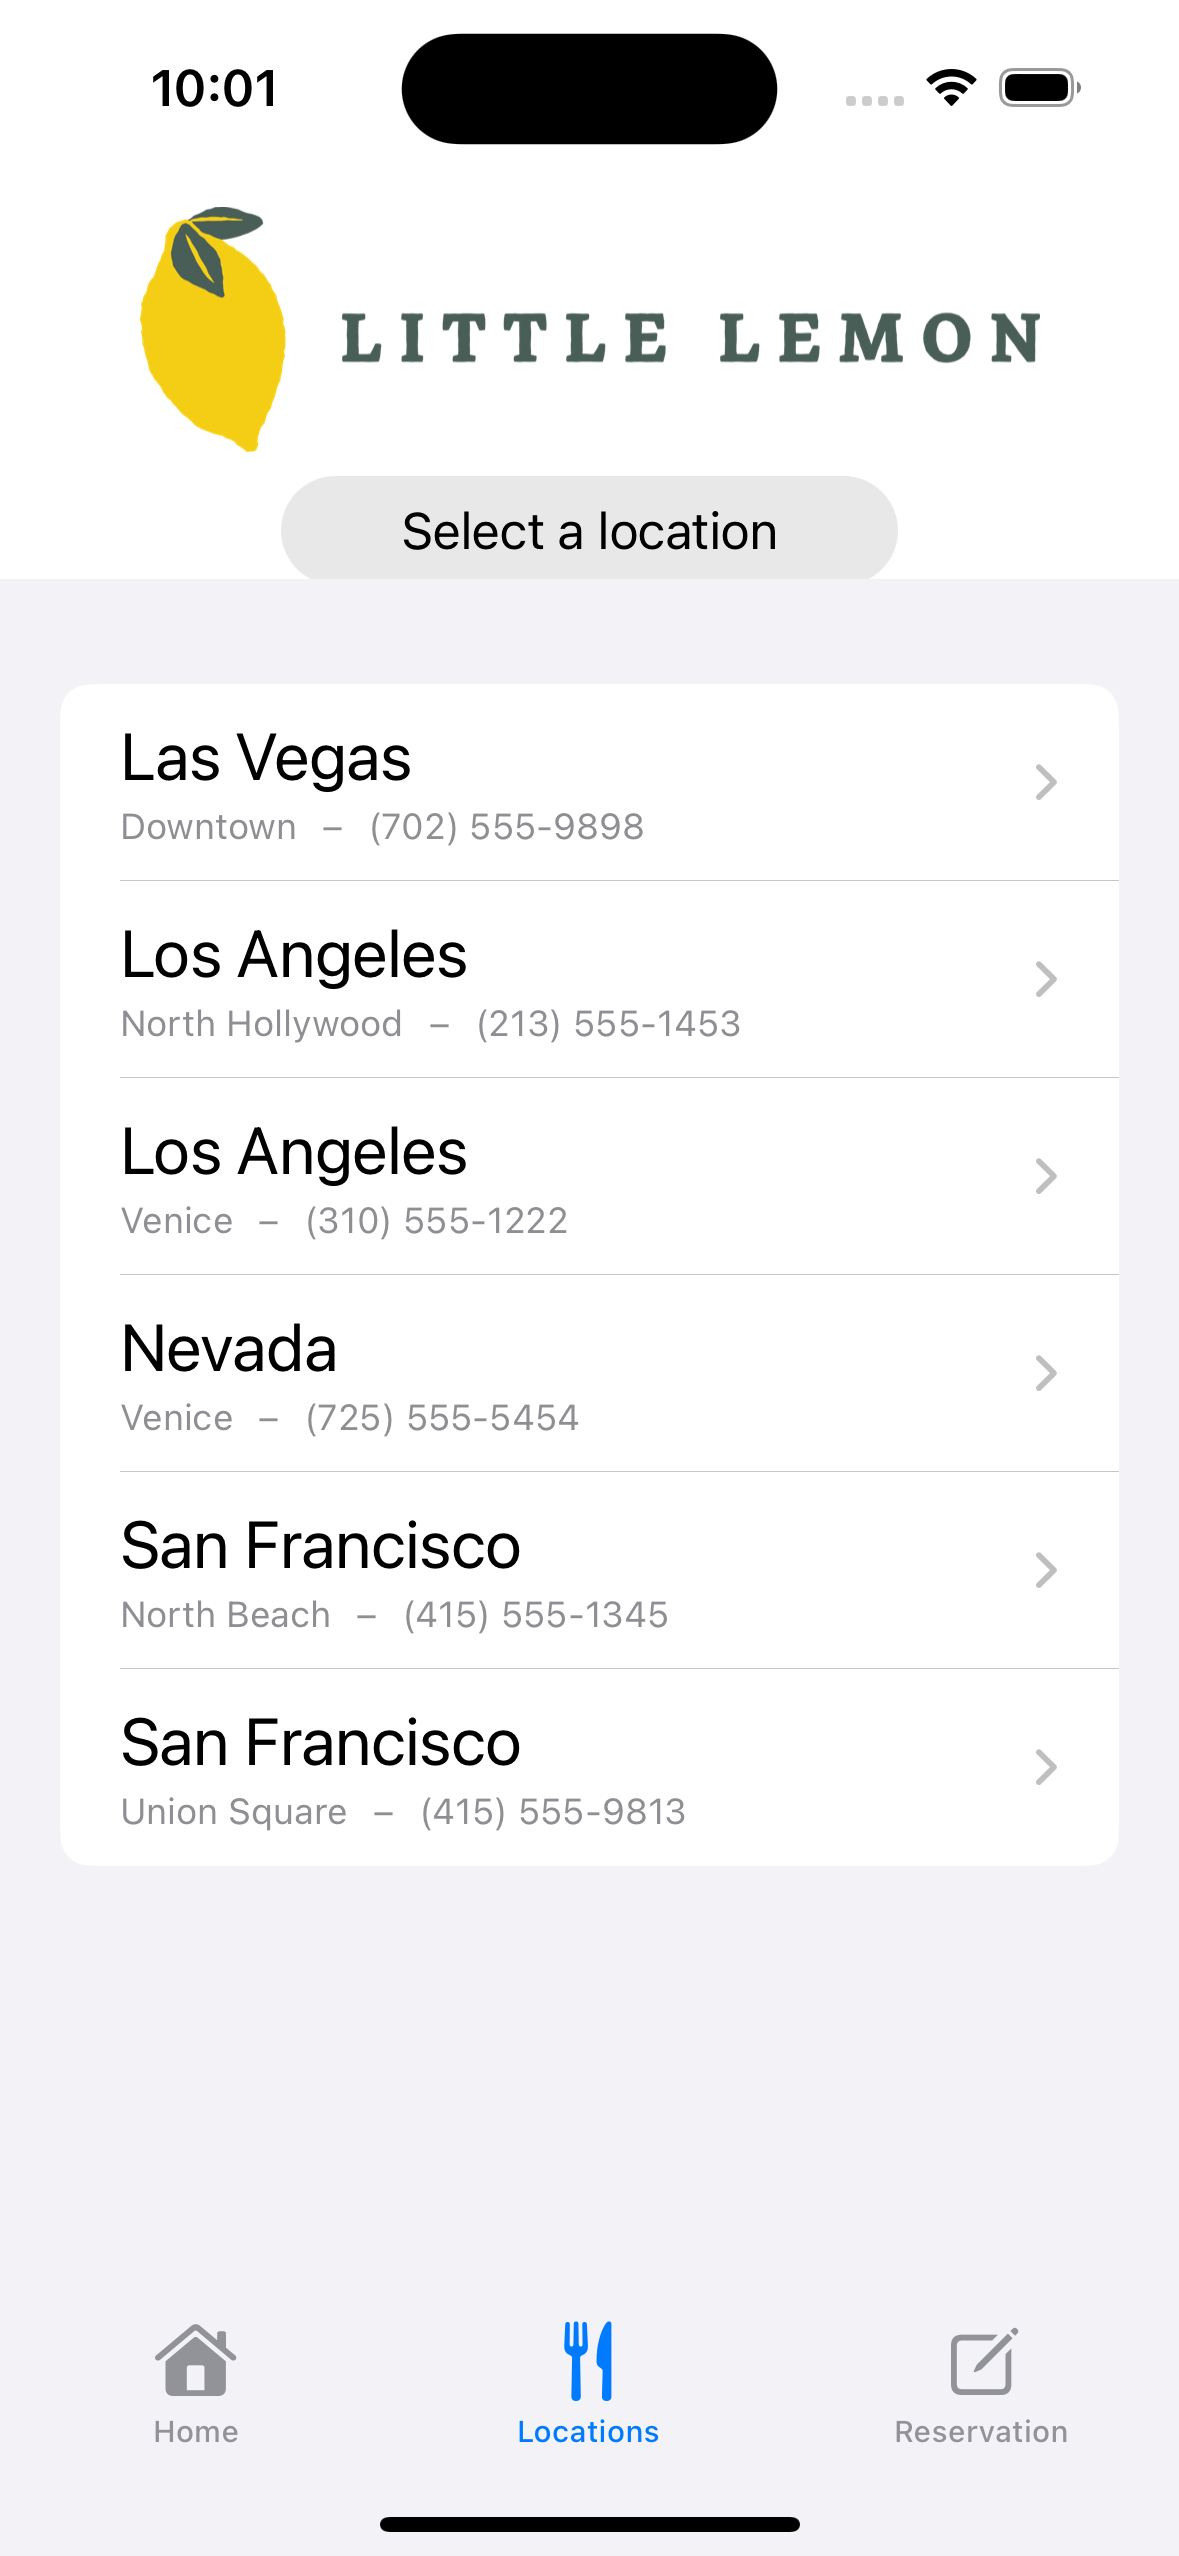 10:01
LITTLE LEMON
Select a location
Las Vegas
Downtown – (702) 555-9898
Los Angeles
North Hollywood – (213) 555-1453
Los Angeles
Venice – (310) 555-1222
Nevada
Venice – (725) 555-5454
San Francisco
North Beach – (415) 555-1345
San Francisco
Union Square – (415) 555-9813
Home
Locations
Reservation